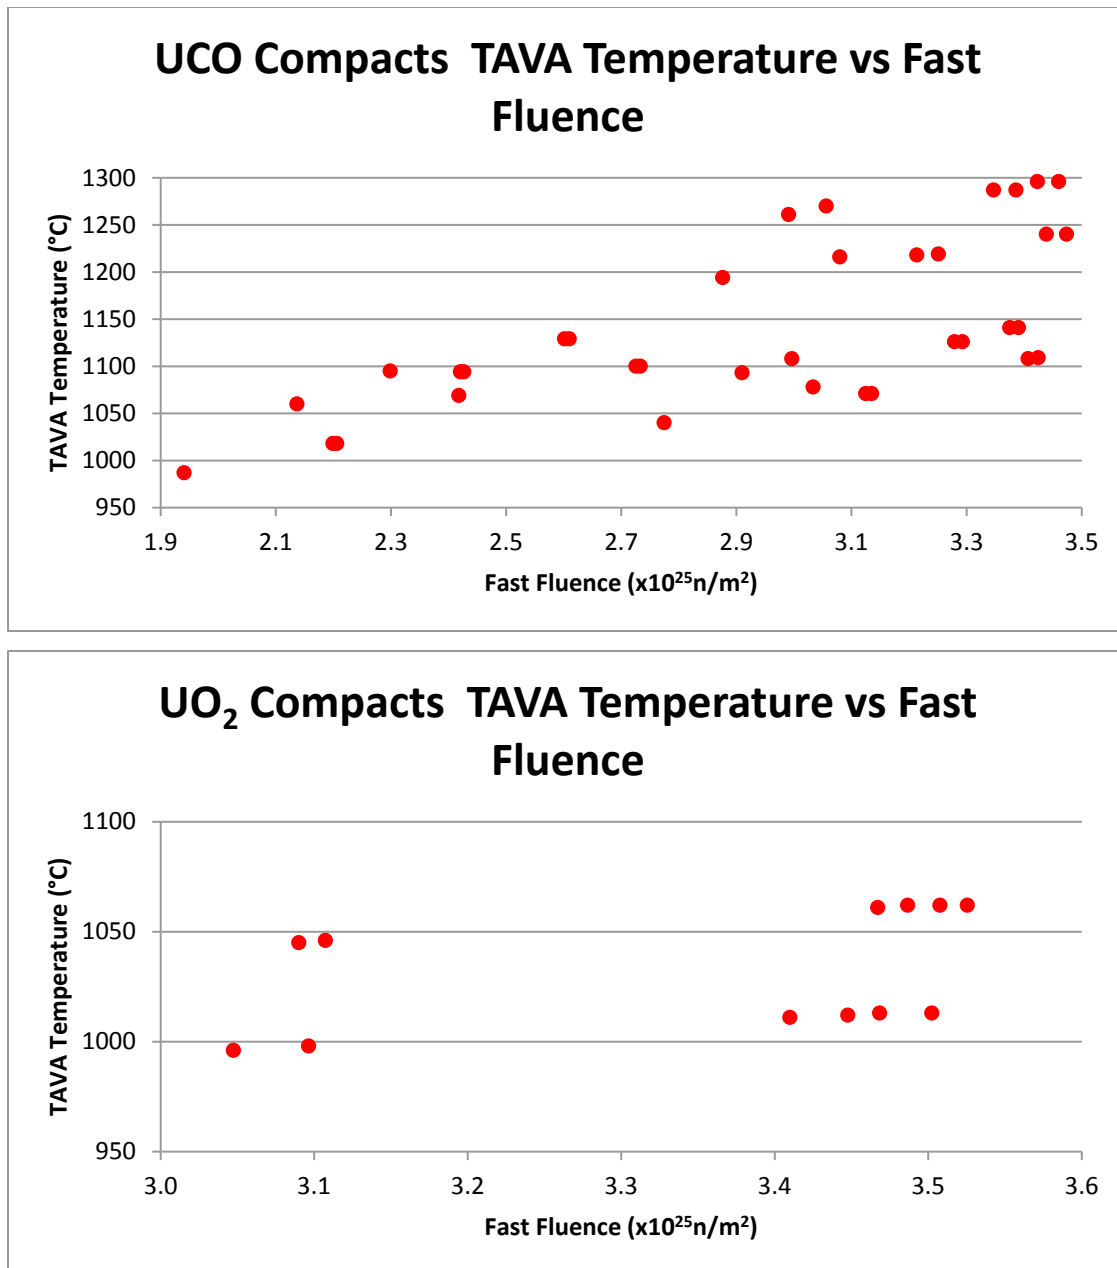 UCO Compacts  TAVA Temperature vs Fast
Fluence
TAVA Temperature (°C)
1300
1250
1200
1150
1100
1050
1000
950
1.9 2.1 2.3 2.5 2.7 2.9 3.1 3.3 3.5
Fast Fluence (x10²⁵n/m²)
UO₂ Compacts  TAVA Temperature vs Fast
Fluence
TAVA Temperature (°C)
1100
1050
1000
950
3.0 3.1 3.2 3.3 3.4 3.5 3.6
Fast Fluence (x10²⁵n/m²)